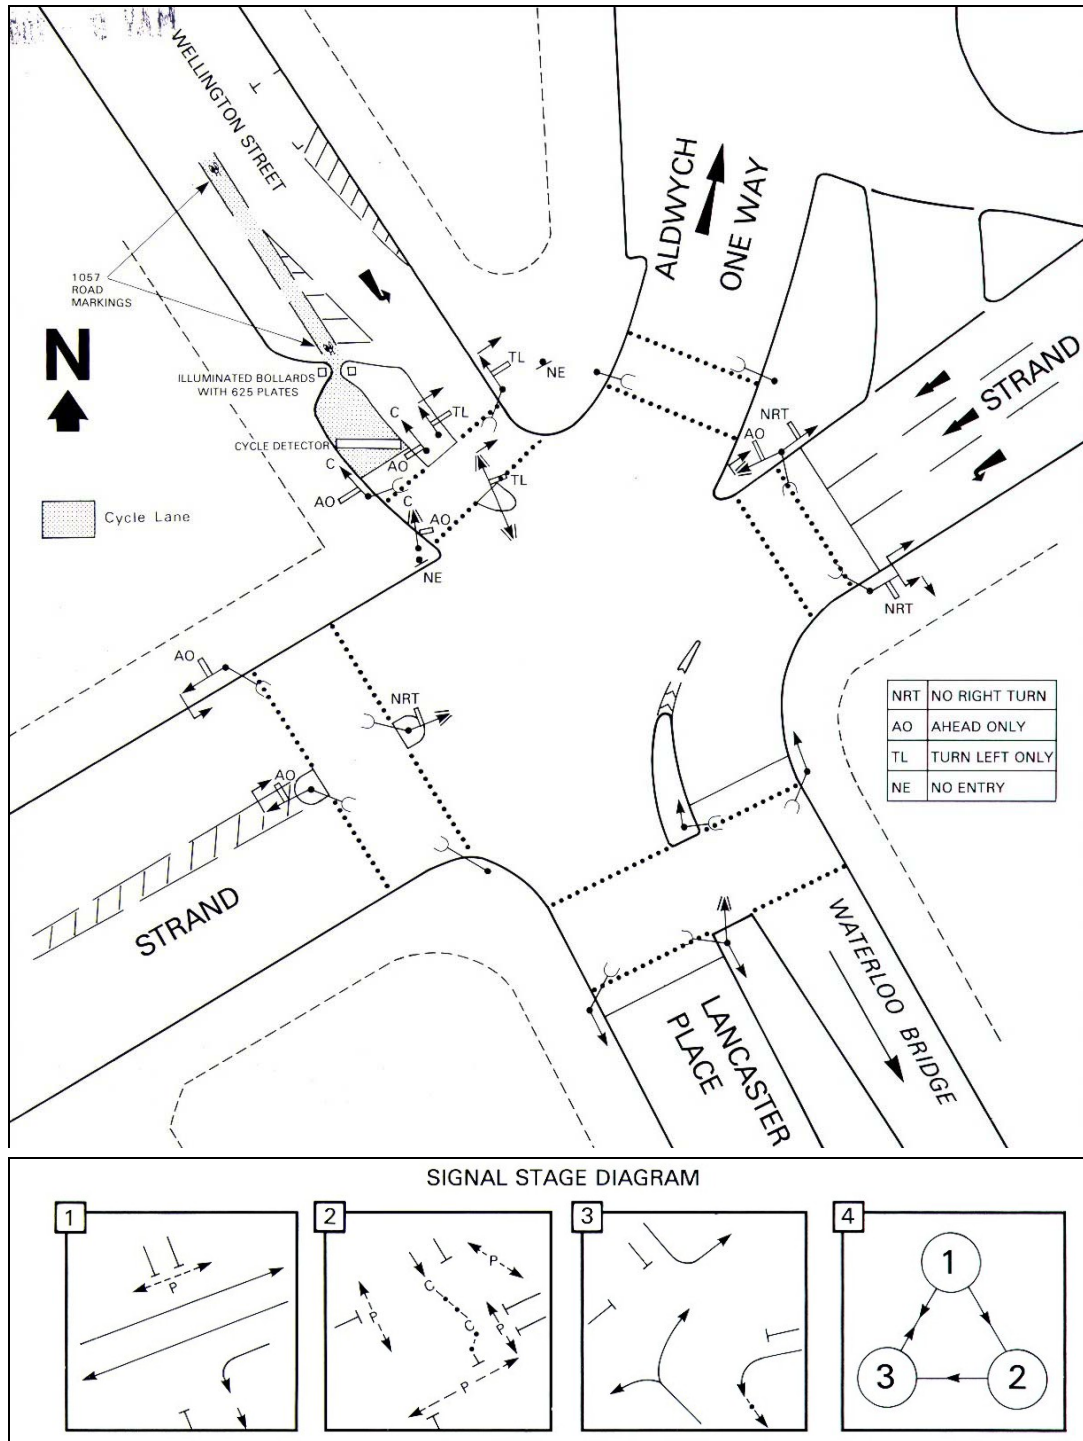 WELLINGTON STREET
ALDWYCH
ONE WAY
1057
ROAD
MARKINGS
N
TL
NE
STRAND
ILLUMINATED BOLLARDS
WITH 625 PLATES
C
TL
NRT
AO
CYCLE DETECTOR
AO
C
TL
AO
C
AO
Cycle Lane
NE
NRT
AO
NRT
NRT NO RIGHT TURN
AO AHEAD ONLY
TL TURN LEFT ONLY
NE NO ENTRY
AO
STRAND
WATERLOO BRIDGE
LANCASTER
PLACE
SIGNAL STAGE DIAGRAM
1
2
3
4
P
P
P
P
P
C
C
1
3
2